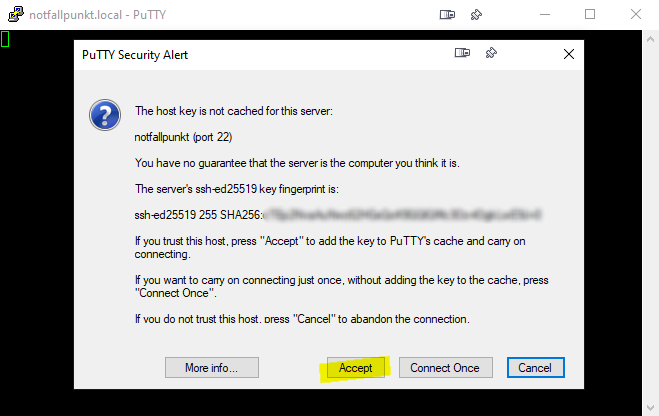 notfallpunkt.local - PuTTY
PuTTY Security Alert
The host key is not cached for this server:
notfallpunkt (port 22)
You have no guarantee that the server is the computer you think it is.
The server's ssh-ed25519 key fingerprint is:
ssh-ed25519 255 SHA256:
If you trust this host, press "Accept" to add the key to PuTTY's cache and carry on
connecting.
If you want to carry on connecting just once, without adding the key to the cache, press
"Connect Once".
If you do not trust this host, press "Cancel" to abandon the connection.
More info... Accept Connect Once Cancel